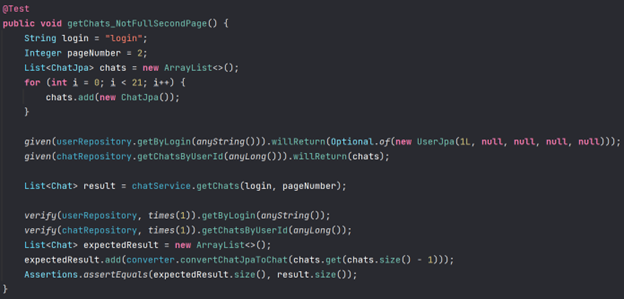 @Test
public void getChats_NotFullSecondPage() {
String login = "login";
Integer pageNumber = 2;
List<ChatJpa> chats = new ArrayList<>();
for (int i = 0; i < 21; i++) {
chats.add(new ChatJpa());
}
given(userRepository.getByLogin(anyString())).willReturn(Optional.of(new UserJpa(1L, null, null, null, null)));
given(chatRepository.getChatsByUserId(anyLong())).willReturn(chats);
List<Chat> result = chatService.getChats(login, pageNumber);
verify(userRepository, times(1)).getByLogin(anyString());
verify(chatRepository, times(1)).getChatsByUserId(anyLong());
List<Chat> expectedResult = new ArrayList<>();
expectedResult.add(converter.convertChatJpaToChat(chats.get(chats.size() - 1)));
Assertions.assertEquals(expectedResult.size(), result.size());
}